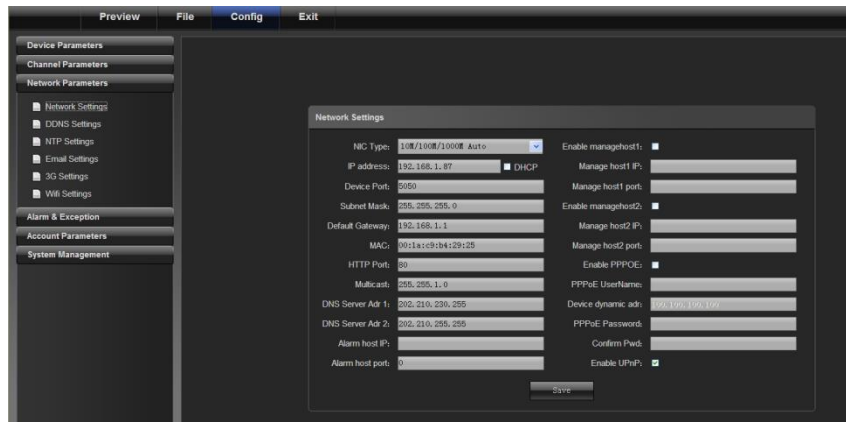 Preview File Config Exit
Device Parameters
Channel Parameters
Network Parameters
Network Settings
DDNS Settings
NTP Settings
Email Settings
3G Settings
Wifi Settings
Alarm & Exception
Account Parameters
System Management
Network Settings
NIC Type: 10M/100M/1000M Auto
IP address: 192.168.1.87 DHCP
Device Port: 5050
Subnet Mask: 255.255.255.0
Default Gateway: 192.168.1.1
MAC: 00:1a:c9:b4:29:25
HTTP Port: 80
Multicast: 255.255.1.0
DNS Server Adr 1: 202.210.230.255
DNS Server Adr 2: 202.210.255.255
Alarm host IP:
Alarm host port: 0
Enable managehost1:
Manage host1 IP:
Manage host1 port:
Enable managehost2:
Manage host2 IP:
Manage host2 port:
Enable PPPOE:
PPPoE UserName:
Device dynamic adr:
PPPoE Password:
Confirm Pwd:
Enable UPnP:
Save